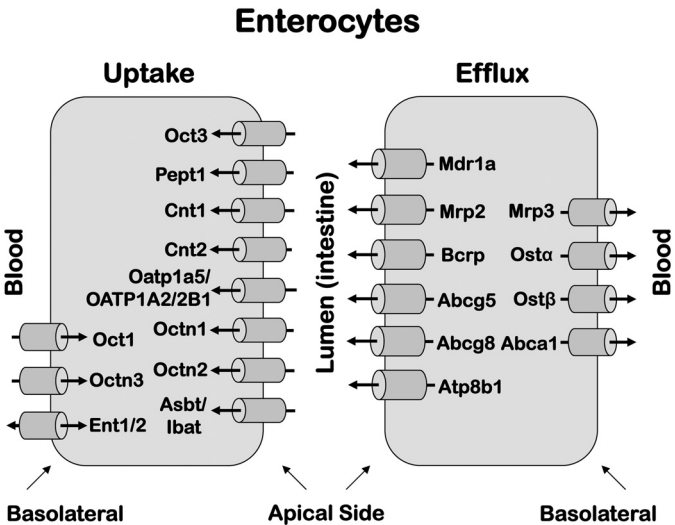 Enterocytes
Uptake
Efflux
Oct3
Pept1
Cnt1
Cnt2
Oatp1a5/
OATP1A2/2B1
Octn1
Octn2
Asbt/
Ibat
Blood
Oct1
Octn3
Ent1/2
Lumen (intestine)
Mdr1a
Mrp2
Bcrp
Abcg5
Abcg8
Atp8b1
Mrp3
Ostα
Ostβ
Abca1
Blood
Basolateral
Apical Side
Basolateral